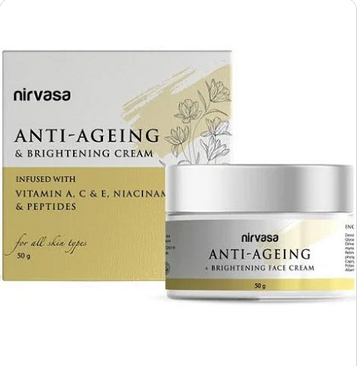 nirvasa
ANTI-AGEING
& BRIGHTENING CREAM
INFUSED WITH
VITAMIN A, C & E, NIACINAM
& PEPTIDES
for all skin types
50 g
nirvasa
ANTI-AGEING
+ BRIGHTENING FACE CREAM
50 g